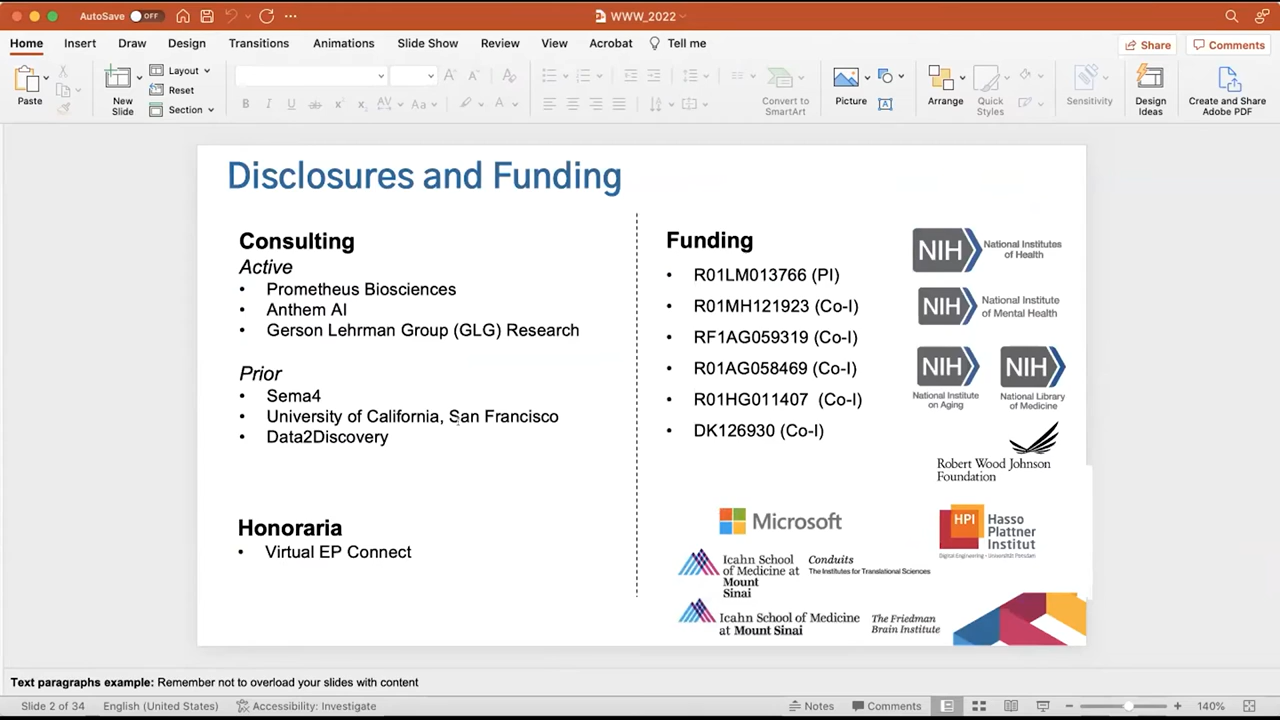 AutoSave OFF
WWW_2022
Home Insert Draw Design Transitions Animations Slide Show Review View Acrobat Tell me
Share Comments
Paste
New Slide
Layout
Reset
Section
Convert to SmartArt
Picture
Arrange
Quick Styles
Sensitivity
Design Ideas
Create and Share Adobe PDF
Disclosures and Funding
Consulting
Active
• Prometheus Biosciences
• Anthem AI
• Gerson Lehrman Group (GLG) Research
Prior
• Sema4
• University of California, San Francisco
• Data2Discovery
Honoraria
• Virtual EP Connect
Funding
• R01LM013766 (PI)
• R01MH121923 (Co-I)
• RF1AG059319 (Co-I)
• R01AG058469 (Co-I)
• R01HG011407 (Co-I)
• DK126930 (Co-I)
NIH National Institutes
of Health
NIH National Institute
of Mental Health
NIH
National Institute
on Aging
NIH
National Library
of Medicine
Robert Wood Johnson
Foundation
Microsoft
HPI Hasso
Plattner
Institut
Digital Engineering • Universität Potsdam
Icahn School
of Medicine at
Mount
Sinai
Conduits
The Institutes for Translational Sciences
Icahn School of Medicine
at Mount Sinai
The Friedman
Brain Institute
Text paragraphs example: Remember not to overload your slides with content
Slide 2 of 34 English (United States) Accessibility: Investigate Notes Comments 140%